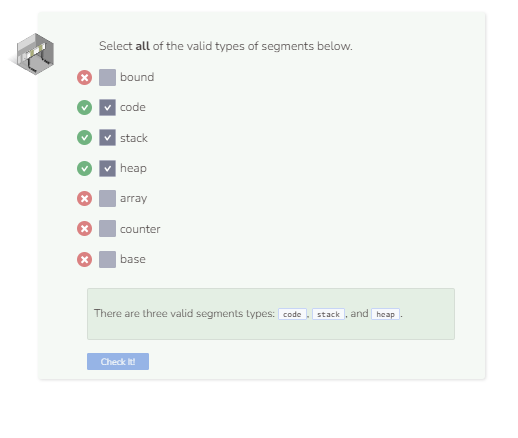 Select all of the valid types of segments below.
bound
code
stack
heap
array
counter
base
There are three valid segments types: code, stack, and heap.
Check It!